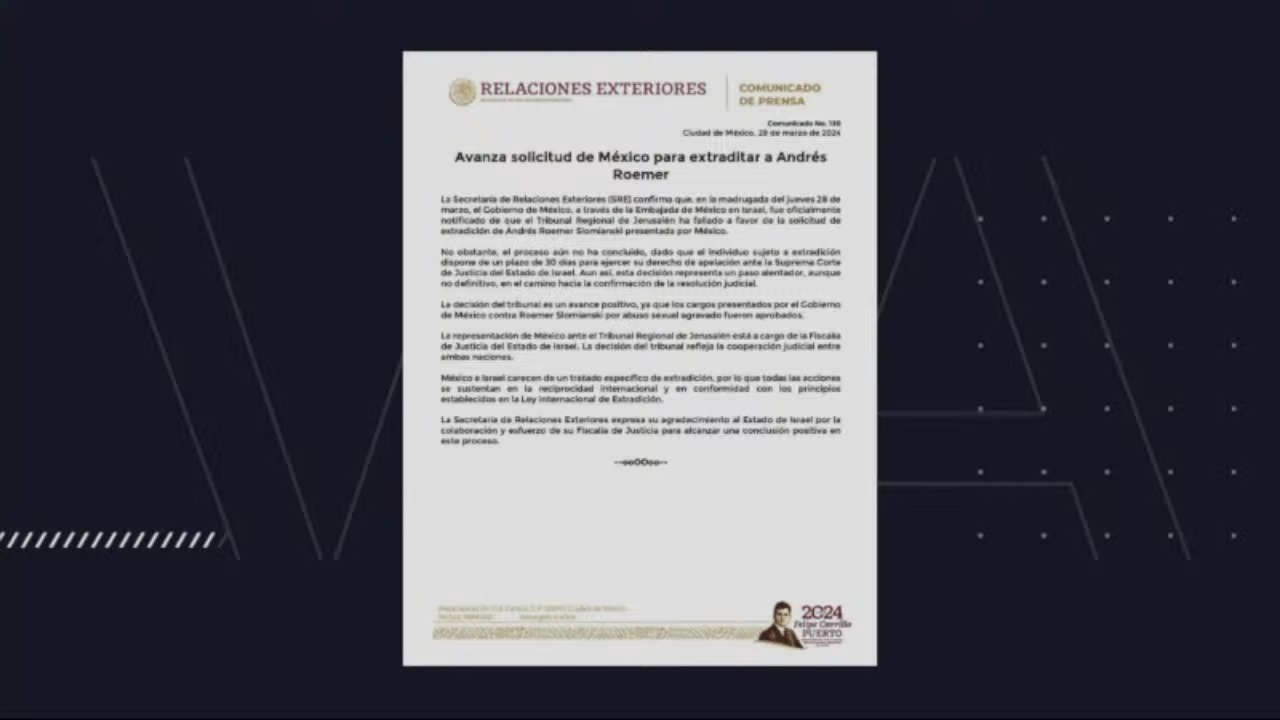 RELACIONES EXTERIORES
COMUNICADO
DE PRENSA
Comunicado No. 130
Ciudad de México, 28 de marzo de 2024
Avanza solicitud de México para extraditar a Andrés
Roemer
La Secretaría de Relaciones Exteriores (SRE) confirma que, en la madrugada del jueves 28 de
marzo, el Gobierno de México, a través de la Embajada de México en Israel, fue oficialmente
notificado de que el Tribunal Regional de Jerusalén ha fallado a favor de la solicitud de
extradición de Andrés Roemer Slomianski presentada por México.
No obstante, el proceso aún no ha concluido, dado que el individuo sujeto a extradición
dispone de un plazo de 30 días para ejercer su derecho de apelación ante la Suprema Corte
de Justicia del Estado de Israel. Aun así, esta decisión representa un paso alentador, aunque
no definitivo, en el camino hacia la confirmación de la resolución judicial.
La decisión del tribunal es un avance positivo, ya que los cargos presentados por el Gobierno
de México contra Roemer Slomianski por abuso sexual agravado fueron aprobados.
La representación de México ante el Tribunal Regional de Jerusalén está a cargo de la Fiscalía
de Justicia del Estado de Israel. La decisión del tribunal refleja la cooperación judicial entre
ambas naciones.
México e Israel carecen de un tratado específico de extradición, por lo que todas las acciones
se sustentan en la reciprocidad internacional y en conformidad con los principios
establecidos en la Ley Internacional de Extradición.
La Secretaría de Relaciones Exteriores expresa su agradecimiento al Estado de Israel por la
colaboración y esfuerzo de su Fiscalía de Justicia para alcanzar una conclusión positiva en
este proceso.
--ooOOoo--
2024
Felipe Carrillo
PUERTO